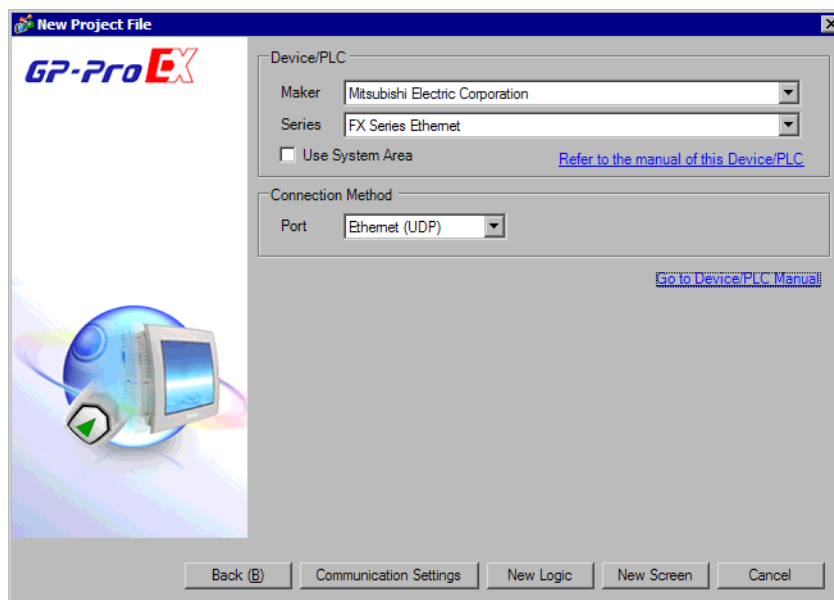 New Project File
GP-Pro EX
Device/PLC
Maker Mitsubishi Electric Corporation
Series FX Series Ethernet
Use System Area Refer to the manual of this Device/PLC
Connection Method
Port Ethernet (UDP)
Go to Device/PLC Manual
Back (B) Communication Settings New Logic New Screen Cancel